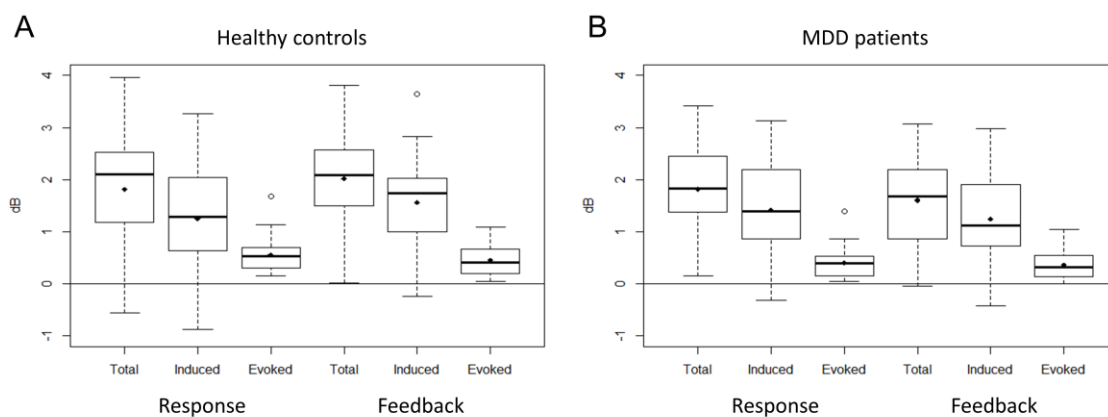 A
Healthy controls
dB
4
3
2
1
0
-1
Total Induced Evoked Total Induced Evoked
Response Feedback
B
MDD patients
dB
4
3
2
1
0
-1
Total Induced Evoked Total Induced Evoked
Response Feedback